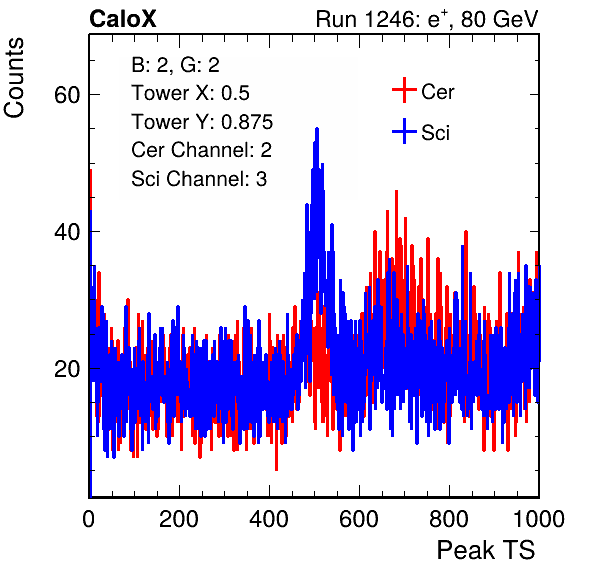 CaloX Run 1246: e⁺, 80 GeV
Counts
B: 2, G: 2
Tower X: 0.5
Tower Y: 0.875
Cer Channel: 2
Sci Channel: 3
Cer
Sci
60
40
20
0 200 400 600 800 1000
Peak TS